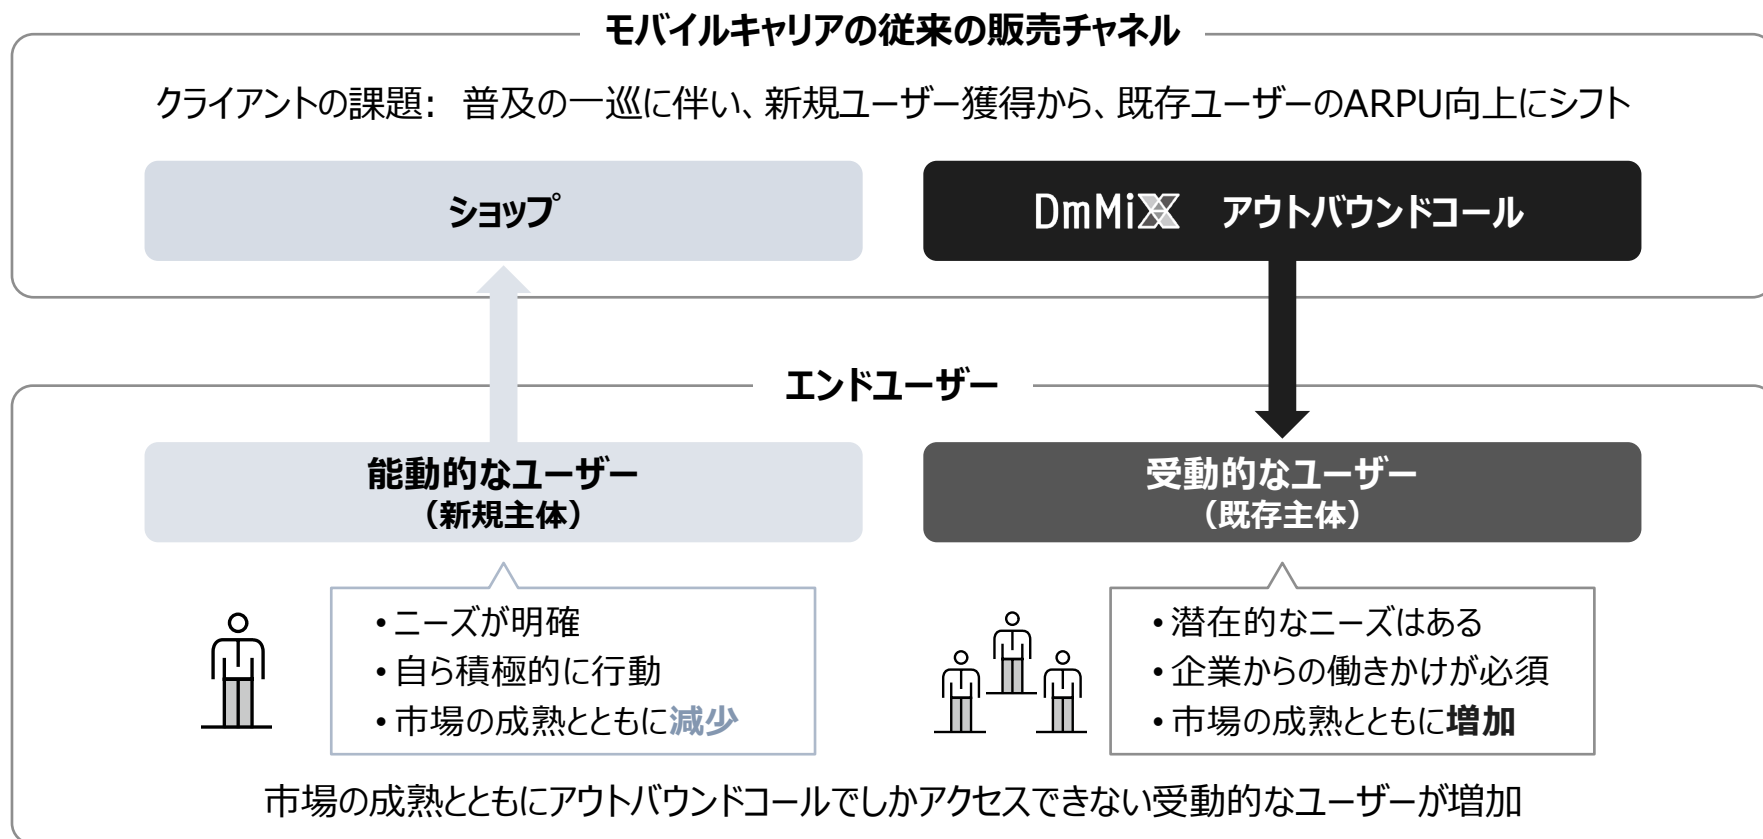 モバイルキャリアの従来の販売チャネル
クライアントの課題： 普及の一巡に伴い、新規ユーザー獲得から、既存ユーザーのARPU向上にシフト
ショップ
DmMiX アウトバウンドコール
エンドユーザー
能動的なユーザー
（新規主体）
受動的なユーザー
（既存主体）
•ニーズが明確
•自ら積極的に行動
•市場の成熟とともに減少
•潜在的なニーズはある
•企業からの働きかけが必須
•市場の成熟とともに増加
市場の成熟とともにアウトバウンドコールでしかアクセスできない受動的なユーザーが増加